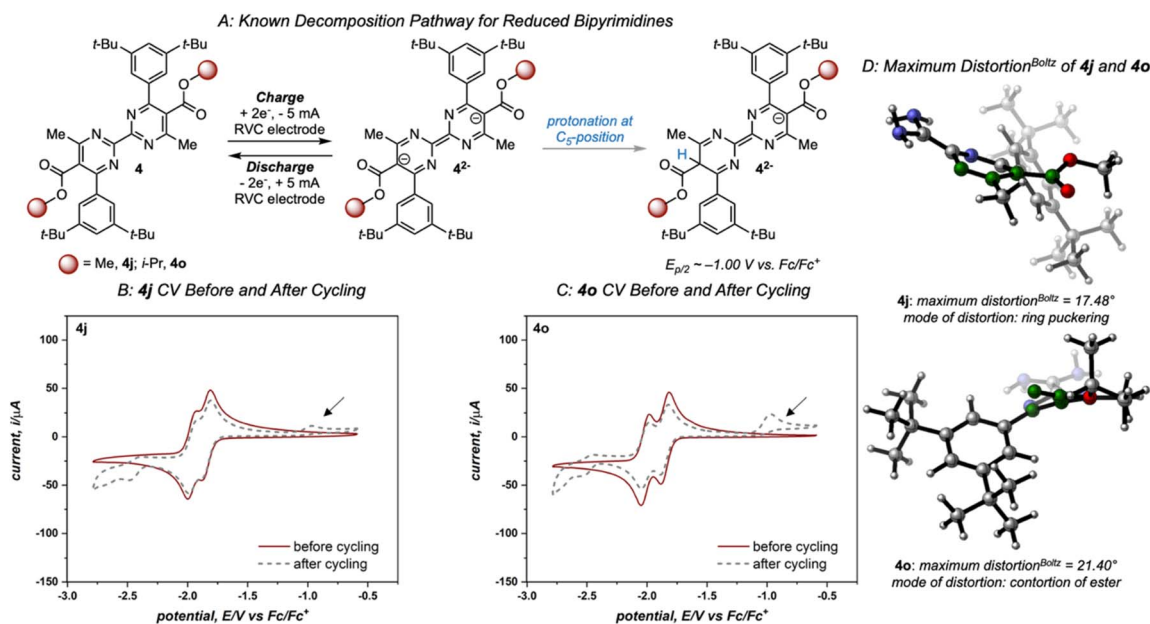 A: Known Decomposition Pathway for Reduced Bipyrimidines
t-Bu
t-Bu
t-Bu
t-Bu
t-Bu
t-Bu
O
O
N
N
Me
N
N
Me
O
O
4
t-Bu
t-Bu
Charge
+ 2e⁻, - 5 mA
RVC electrode
Discharge
- 2e⁻, + 5 mA
RVC electrode
O
O
N
N
Me
N
N
Me
O
O
4²⁻
t-Bu
t-Bu
protonation at
C₅-position
O
O
N
N
Me
H
N
N
Me
O
O
4²⁻
t-Bu
t-Bu
= Me, 4j; i-Pr, 4o
E_p/2 ~ –1.00 V vs. Fc/Fc⁺
B: 4j CV Before and After Cycling
4j
100
50
0
-50
-100
-150
current, i/µA
before cycling
after cycling
-3.0 -2.5 -2.0 -1.5 -1.0 -0.5
potential, E/V vs Fc/Fc⁺
C: 4o CV Before and After Cycling
4o
100
50
0
-50
-100
-150
current, i/µA
before cycling
after cycling
-3.0 -2.5 -2.0 -1.5 -1.0 -0.5
potential, E/V vs Fc/Fc⁺
D: Maximum Distortion^Boltz of 4j and 4o
4j: maximum distortion^Boltz = 17.48°
mode of distortion: ring puckering
4o: maximum distortion^Boltz = 21.40°
mode of distortion: contortion of ester